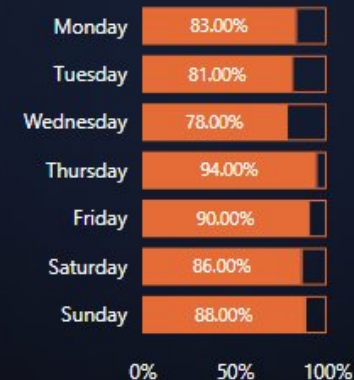 Monday 83.00%
Tuesday 81.00%
Wednesday 78.00%
Thursday 94.00%
Friday 90.00%
Saturday 86.00%
Sunday 88.00%
0% 50% 100%